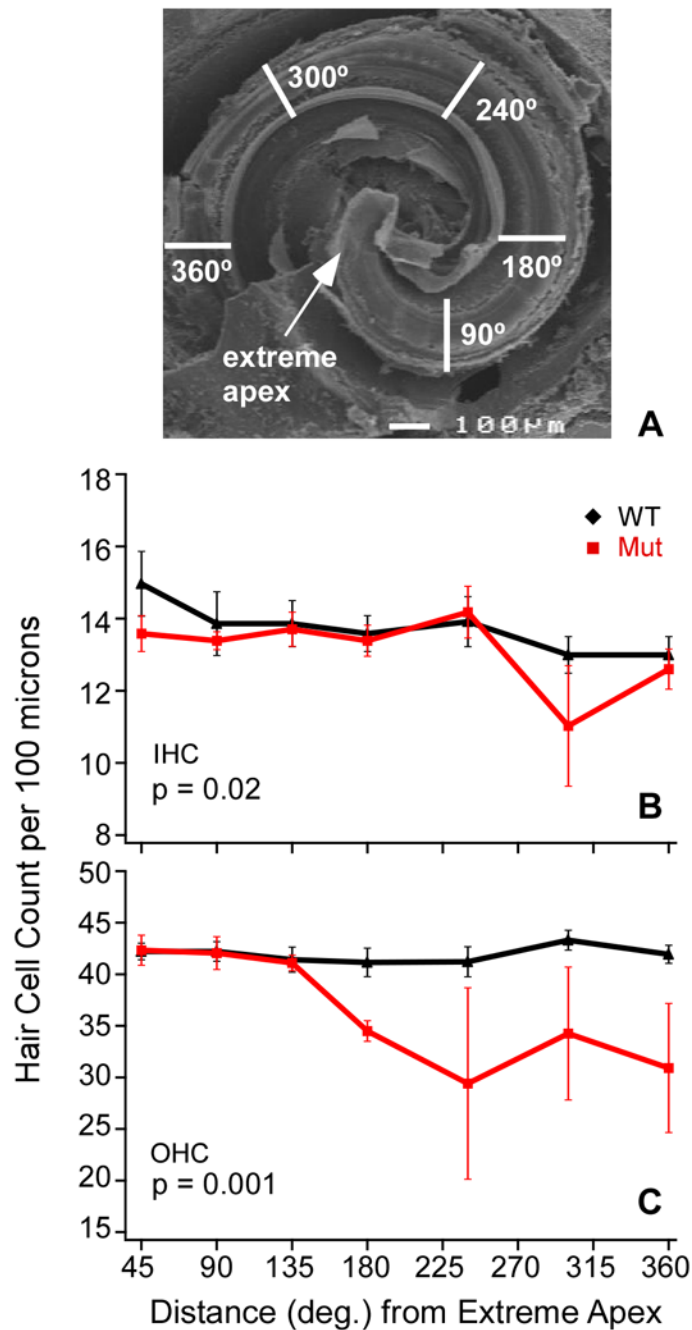 300º
240º
360º
180º
90º
extreme
apex
100µm
A
Hair Cell Count per 100 microns
18
16
14
12
10
8
WT
Mut
IHC
p = 0.02
B
50
45
40
35
30
25
20
15
OHC
p = 0.001
C
45 90 135 180 225 270 315 360
Distance (deg.) from Extreme Apex